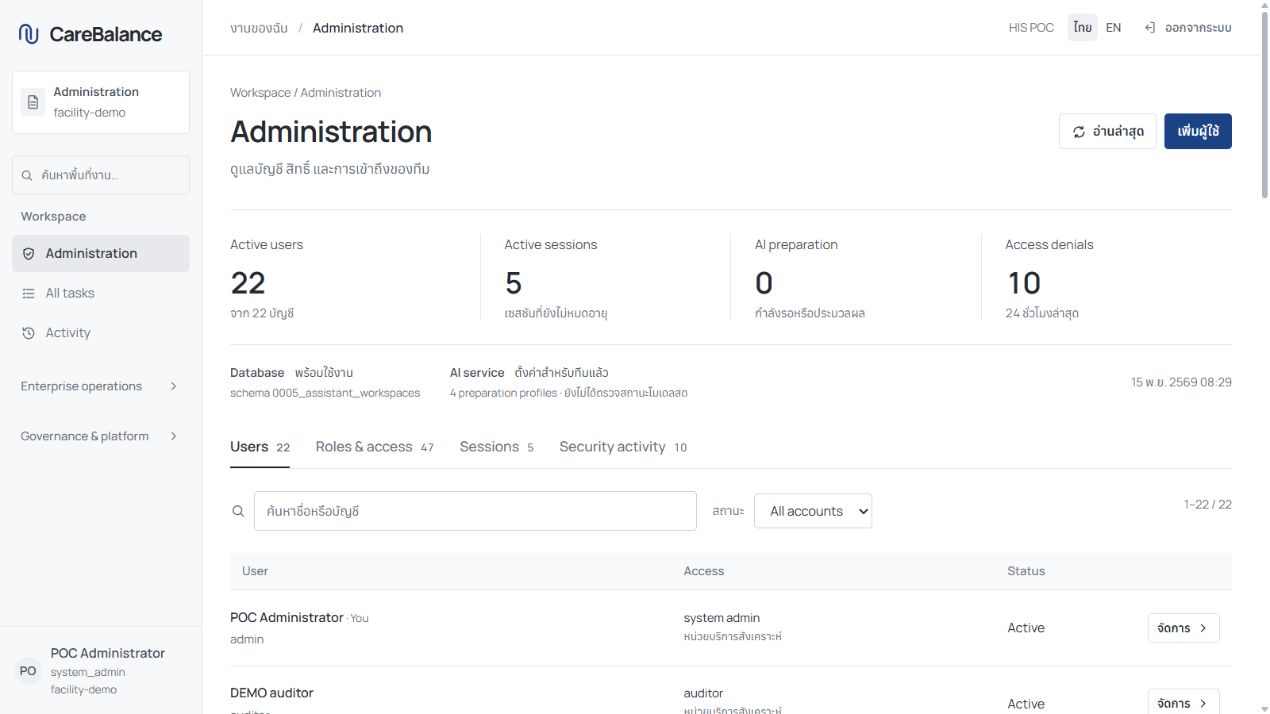 CareBalance
Administration
facility-demo
ค้นหาพื้นที่งาน...
Workspace
Administration
All tasks
Activity
Enterprise operations
Governance & platform
PO
POC Administrator
system_admin
facility-demo
งานของฉัน / Administration
HIS POC ไทย EN ออกจากระบบ
Workspace / Administration
Administration
ดูแลบัญชี สิทธิ์ และการเข้าถึงของทีม
อ่านล่าสุด
เพิ่มผู้ใช้
Active users
22
จาก 22 บัญชี
Active sessions
5
เซสชันที่ยังไม่หมดอายุ
AI preparation
0
กำลังรอหรือประมวลผล
Access denials
10
24 ชั่วโมงล่าสุด
Database พร้อมใช้งาน
schema 0005_assistant_workspaces
AI service ตั้งค่าสำหรับทีมแล้ว
4 preparation profiles · ยังไม่ได้ตรวจสถานะโมเดลสด
15 พ.ย. 2569 08:29
Users 22 Roles & access 47 Sessions 5 Security activity 10
ค้นหาชื่อหรือบัญชี
สถานะ All accounts
1–22 / 22
User Access Status
POC Administrator · You
admin
system admin
หน่วยบริการสังเคราะห์
Active
จัดการ
DEMO auditor
auditor
auditor
หน่วยบริการสังเคราะห์
Active
จัดการ